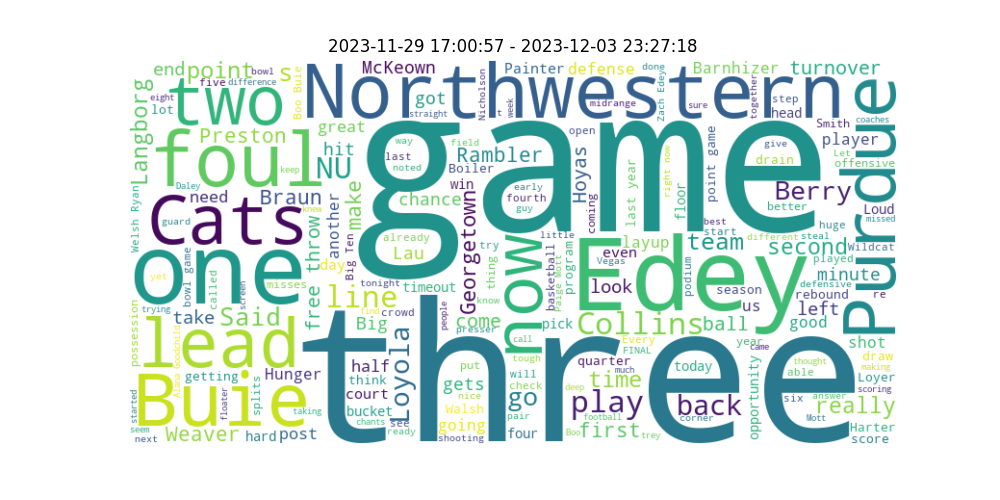 2023-11-29 17:00:57 - 2023-12-03 23:27:18
McKeown
Painter
defense
done
Barnhizer
turnover
end
point
bowl
s
five
difference
eight
lot
two
Boo Buie
Northwestern
Nicholson
week
Zach Edey
midrange
sure
together
step
head
Smith
coaches
got
straight
Langborg
Preston
great
foul
keep
hit
NU
way
last
noted
field
Boiler
Rambler
open
Hoyas
last year
right now
floor
point game
give
drain
player
Let
offensive
Purdue
game
chance
win
early
fourth
guy
coming
best
start
better
Berry
Loud
missed
Welsh Ryan
Daley
need
Braun
make
Cats
guard
knew
another
Georgetown
little
even
layup
team
different
steal
huge
second
played
Wildcat
already
Lau
try
thing
know
now
basketball
program
Paige Mott
Vegas
look
Edey
podium
defensive
minute
one
yet
bowl game
called
screen
misses
free throw
day
Big Ten
tonight
timeout
line
find
crowd
people
presser
come
call
pick
Collins
ball
season
us
rebound
re
left
year
good
shot
trying
possession
take
Said
Big
lead
Alana Goodchild
getting
splits
Hunger
half
think
court
Loyola
put
tough
will
quarter
Every
FINAL
today
came
opportunity
thought
able
draw
making
Loyer
scoring
gets
nice
check
go
time
much
three
started
Buie
floater
taking
bucket
chants
see
ready
Walsh
going
shooting
pair
four
deep
play
football
Boo
first
trey
corner
back
six
answer
Mott
really
Harter
score
seem
next
Weaver
hard
post